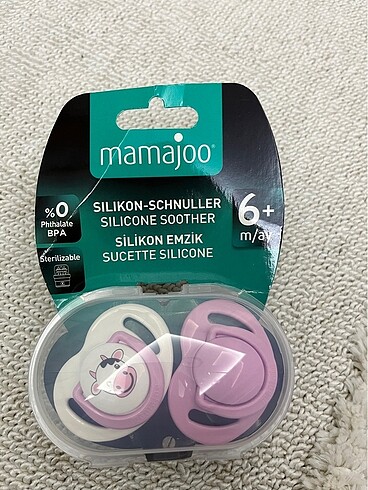 mamajoo®
%0
Phthalate
BPA
Sterilizable
SILIKON-SCHNULLER
SILICONE SOOTHER
SİLİKON EMZİK
SUCETTE SILICONE
6+
m/ay